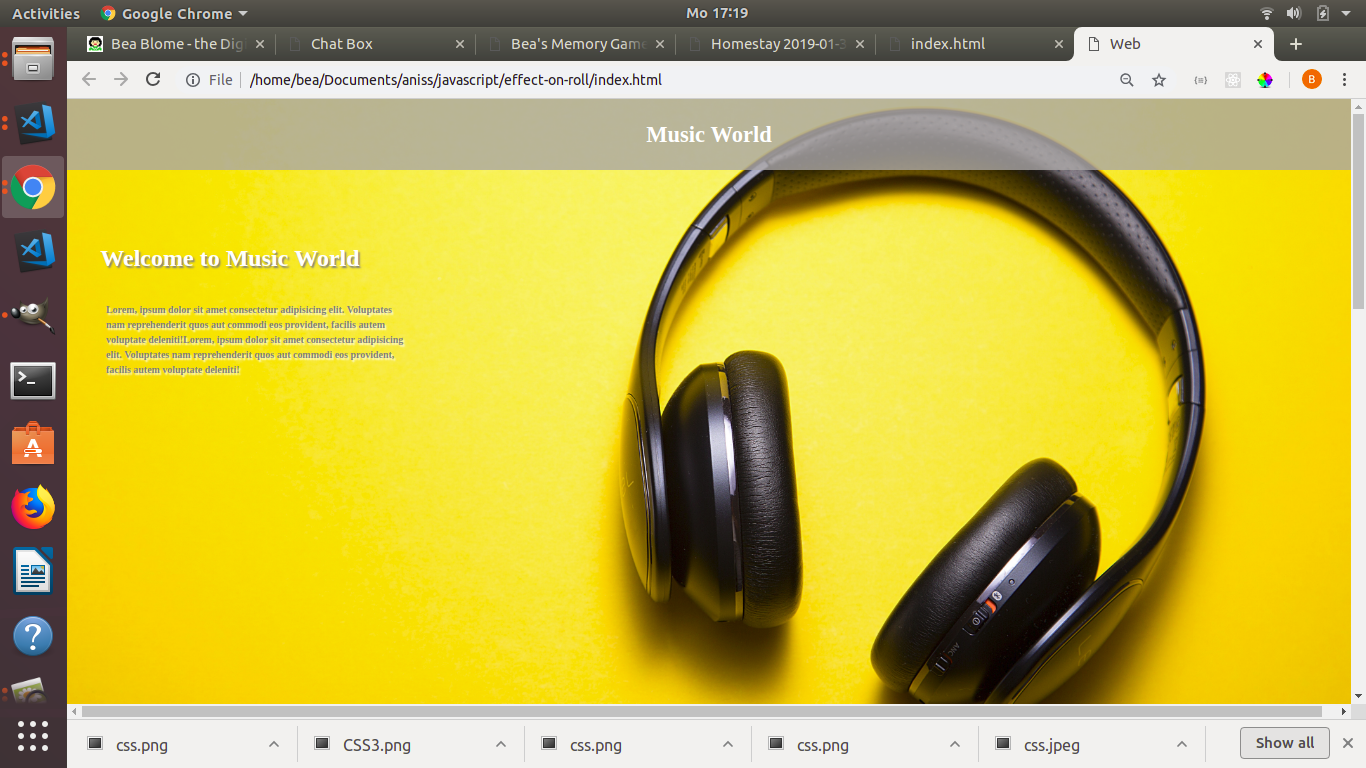 Activities Google Chrome Mo 17:19
Bea Blome - the Dig Chat Box Bea's Memory Gam Homestay 2019-01-3 index.html Web
File /home/bea/Documents/aniss/javascript/effect-on-roll/index.html B
Music World
Welcome to Music World
Lorem, ipsum dolor sit amet consectetur adipisicing elit. Voluptates
nam reprehenderit quos aut commodi eos provident, facilis autem
voluptate deleniti!Lorem, ipsum dolor sit amet consectetur adipisicing
elit. Voluptates nam reprehenderit quos aut commodi eos provident,
facilis autem voluptate deleniti!
css.png CSS3.png css.png css.png css.jpeg Show all